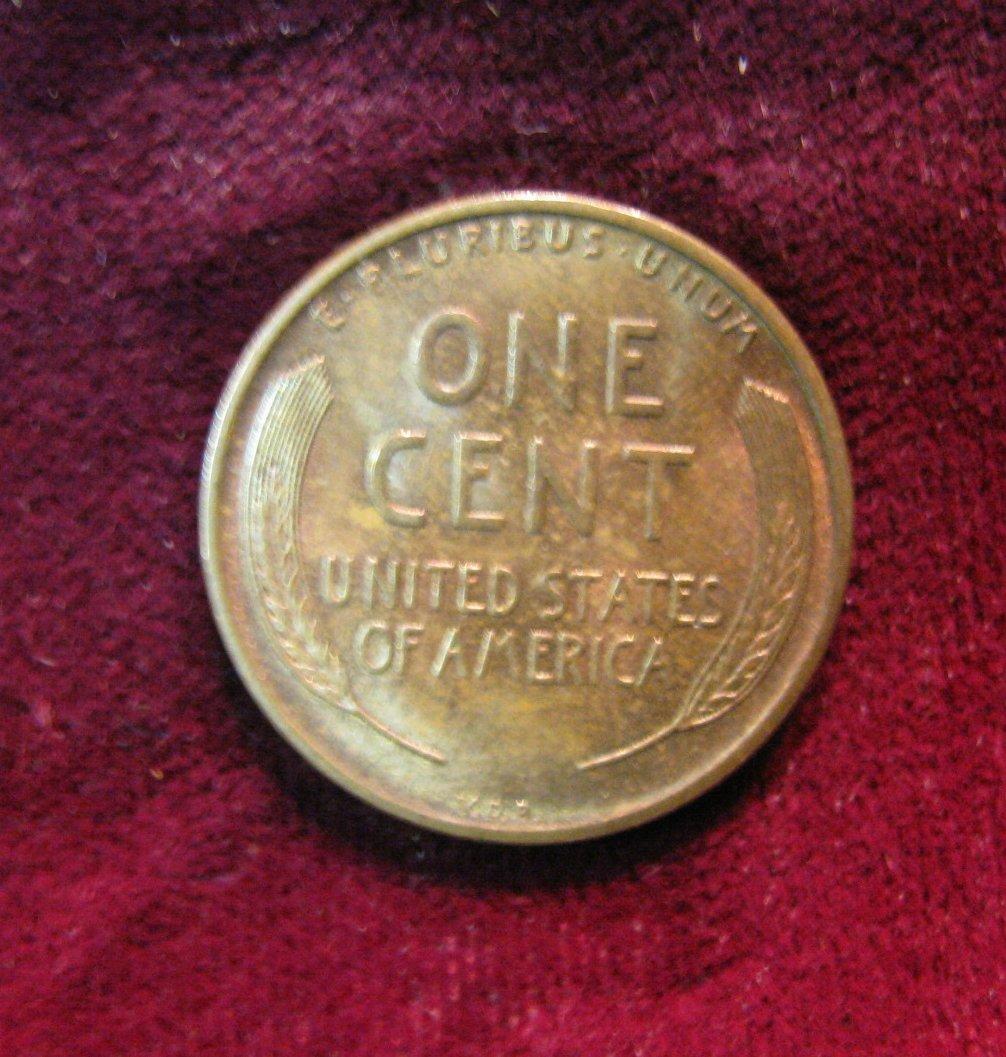 E·PLURIBUS·UNUM
ONE
CENT
UNITED STATES
OF AMERICA
V.D.B.